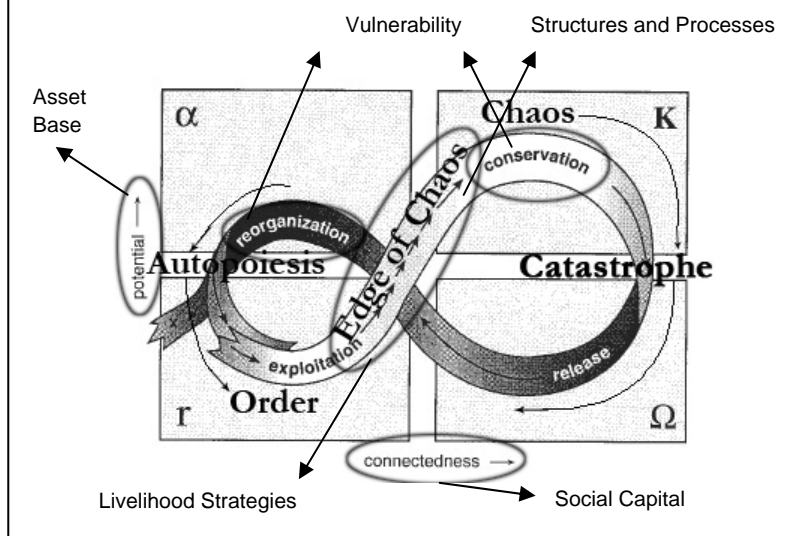 Vulnerability
Structures and Processes
Asset
Base
α
Chaos
K
conservation
reorganization
potential
Edge of Chaos
Autopoiesis
Catastrophe
x
exploitation
release
r
Order
Ω
connectedness
Livelihood Strategies
Social Capital